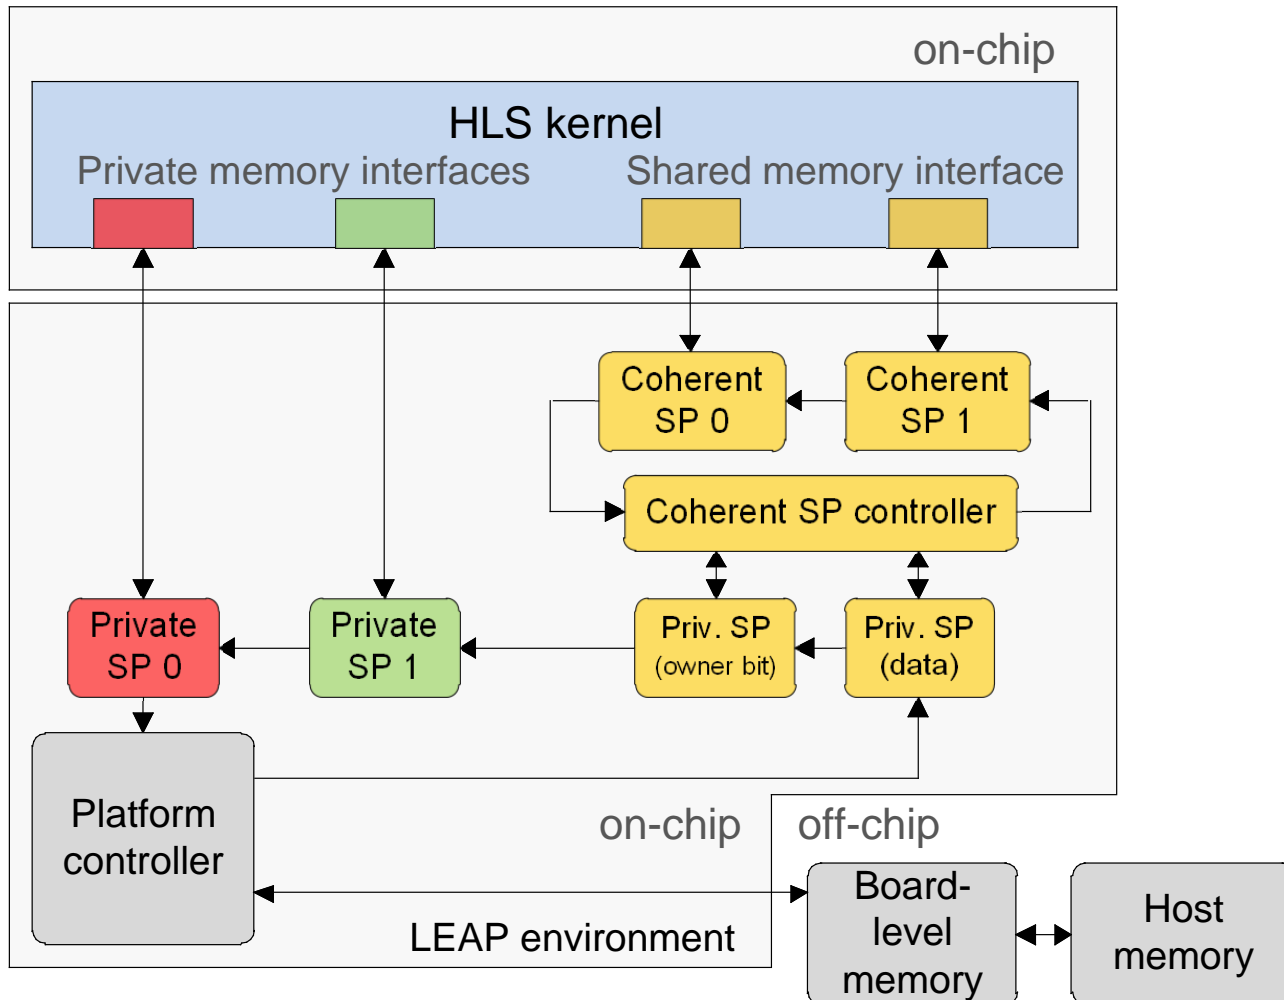 on-chip
HLS kernel
Private memory interfaces
Shared memory interface
Coherent
SP 0
Coherent
SP 1
Coherent SP controller
Private
SP 0
Private
SP 1
Priv. SP
(owner bit)
Priv. SP
(data)
Platform
controller
on-chip
off-chip
LEAP environment
Board-
level
memory
Host
memory